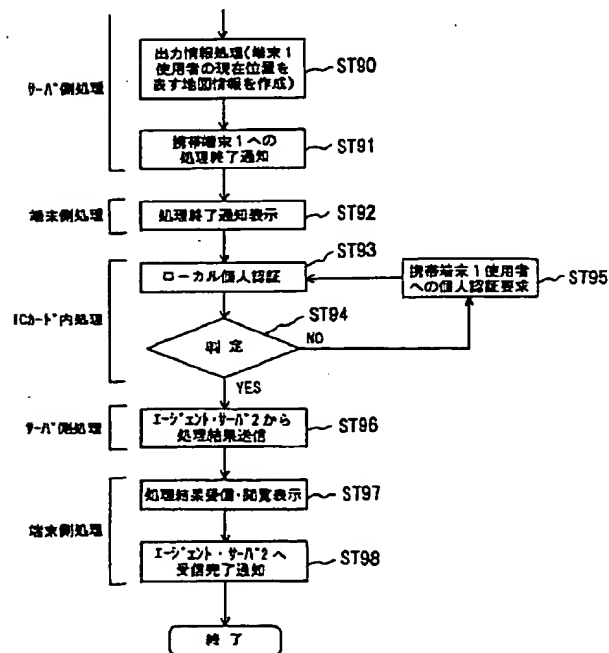 サーバ側処理
出力情報処理(端末1
使用者の現在位置を
表す地図情報を作成)
ST90
携帯端末1への
処理終了通知
ST91
端末側処理
処理終了通知表示
ST92
ICカード内処理
ローカル個人認証
ST93
携帯端末1使用者
への個人認証要求
ST95
判定
ST94
NO
YES
サーバ側処理
エージェント・サーバ2から
処理結果送信
ST96
端末側処理
処理結果受信・閲覧表示
ST97
エージェント・サーバ2へ
受信完了通知
ST98
終了